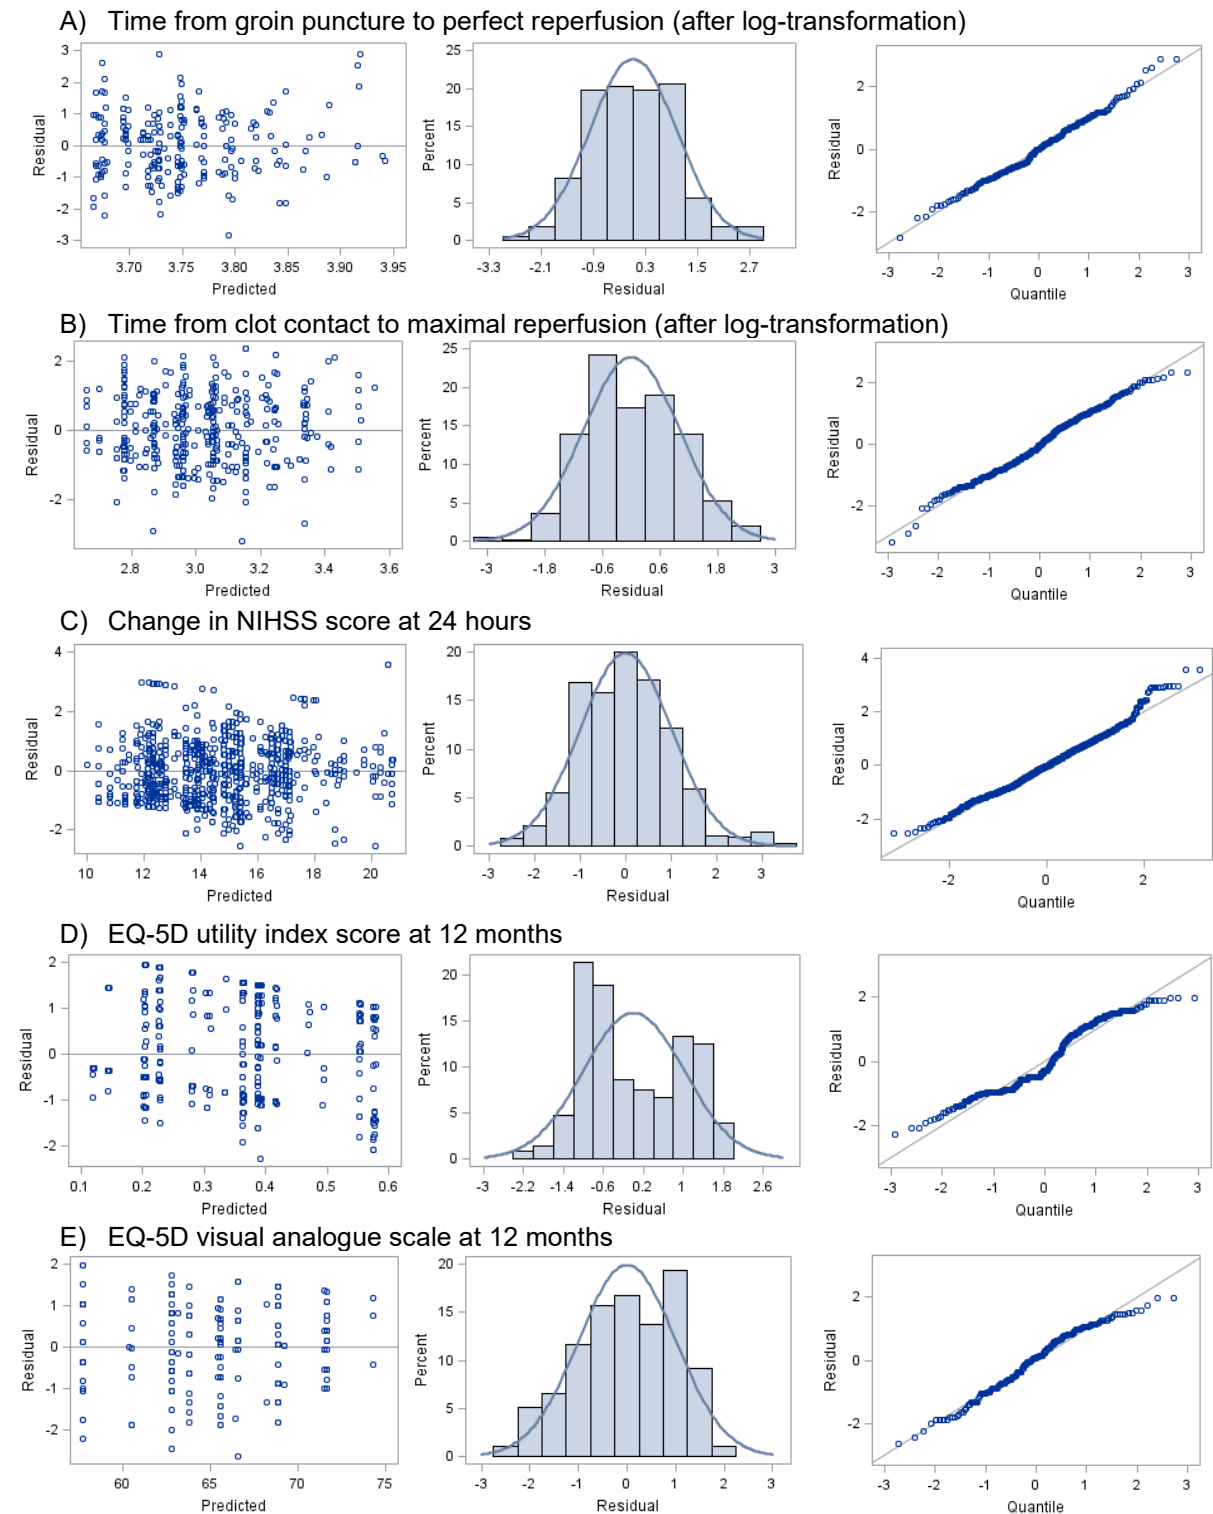 A) Time from groin puncture to perfect reperfusion (after log-transformation)
3
2
1
0
-1
-2
-3
Residual
3.70 3.75 3.80 3.85 3.90 3.95
Predicted
25
20
15
10
5
0
Percent
-3.3 -2.1 -0.9 0.3 1.5 2.7
Residual
2
0
-2
Residual
-3 -2 -1 0 1 2 3
Quantile
B) Time from clot contact to maximal reperfusion (after log-transformation)
2
0
-2
Residual
2.8 3.0 3.2 3.4 3.6
Predicted
25
20
15
10
5
0
Percent
-3 -1.8 -0.6 0.6 1.8 3
Residual
2
0
-2
Residual
-3 -2 -1 0 1 2 3
Quantile
C) Change in NIHSS score at 24 hours
4
2
0
-2
Residual
10 12 14 16 18 20
Predicted
20
15
10
5
0
Percent
-3 -2 -1 0 1 2 3
Residual
4
2
0
-2
Residual
-2 0 2
Quantile
D) EQ-5D utility index score at 12 months
2
1
0
-1
-2
Residual
0.1 0.2 0.3 0.4 0.5 0.6
Predicted
20
15
10
5
0
Percent
-3 -2.2 -1.4 -0.6 0.2 1 1.8 2.6
Residual
2
0
-2
Residual
-3 -2 -1 0 1 2 3
Quantile
E) EQ-5D visual analogue scale at 12 months
2
1
0
-1
-2
Residual
60 65 70 75
Predicted
20
15
10
5
0
Percent
-3 -2 -1 0 1 2 3
Residual
2
0
-2
Residual
-3 -2 -1 0 1 2 3
Quantile